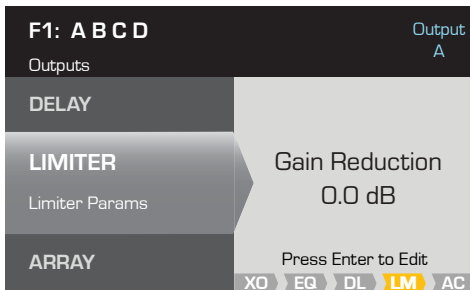 F1: A B C D
Outputs
Output
A
DELAY
LIMITER
Limiter Params
ARRAY
Gain Reduction
0.0 dB
Press Enter to Edit
XO EQ DL LM AC